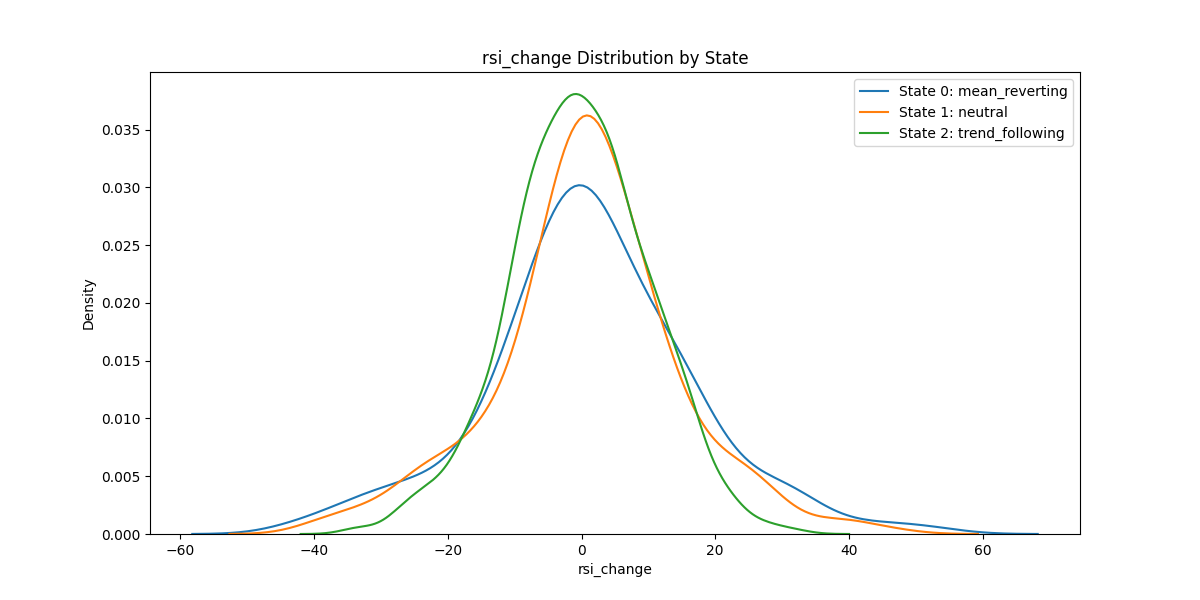 rsi_change Distribution by State
State 0: mean_reverting
State 1: neutral
State 2: trend_following
Density
0.035
0.030
0.025
0.020
0.015
0.010
0.005
0.000
−60 −40 −20 0 20 40 60
rsi_change